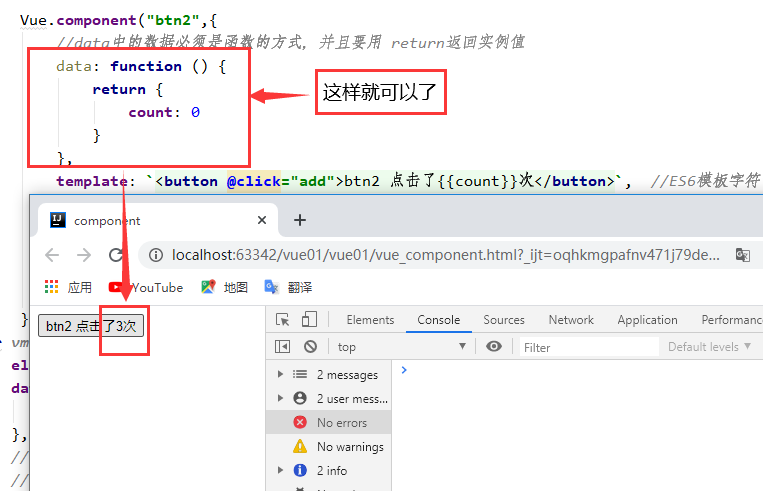 Vue.component("btn2",{
//data中的数据必须是函数的方式，并且要用 return返回实例值
data: function () {
return {
count: 0
}
},
这样就可以了
template: `<button @click="add">btn2 点击了{{count}}次</button>`, //ES6模板字符
component
localhost:63342/vue01/vue01/vue_component.html?_ijt=oqhkmgpafnv471j79de...
应用 YouTube 地图 翻译
}
btn2 点击了3次
Elements Console Sources Network Application Performanc
vm
top Filter Default levels
el
da
2 messages
2 user mess...
No errors
},
No warnings
//
2 info
//